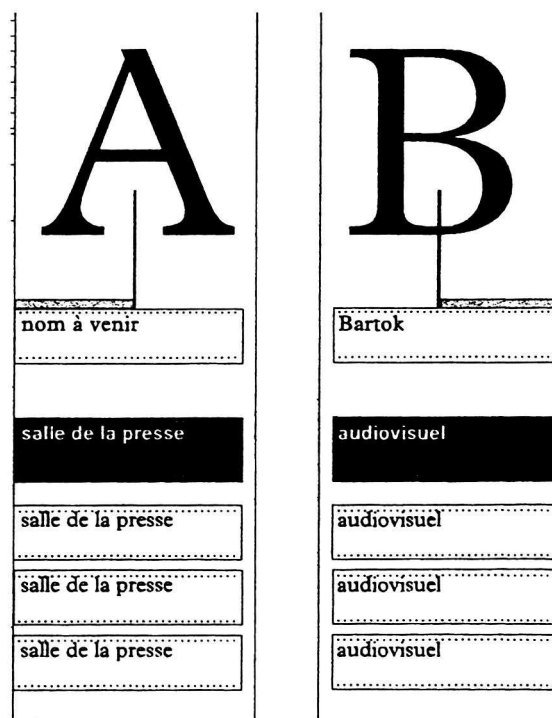 A
nom à venir
salle de la presse
salle de la presse
salle de la presse
salle de la presse
B
Bartok
audiovisuel
audiovisuel
audiovisuel
audiovisuel